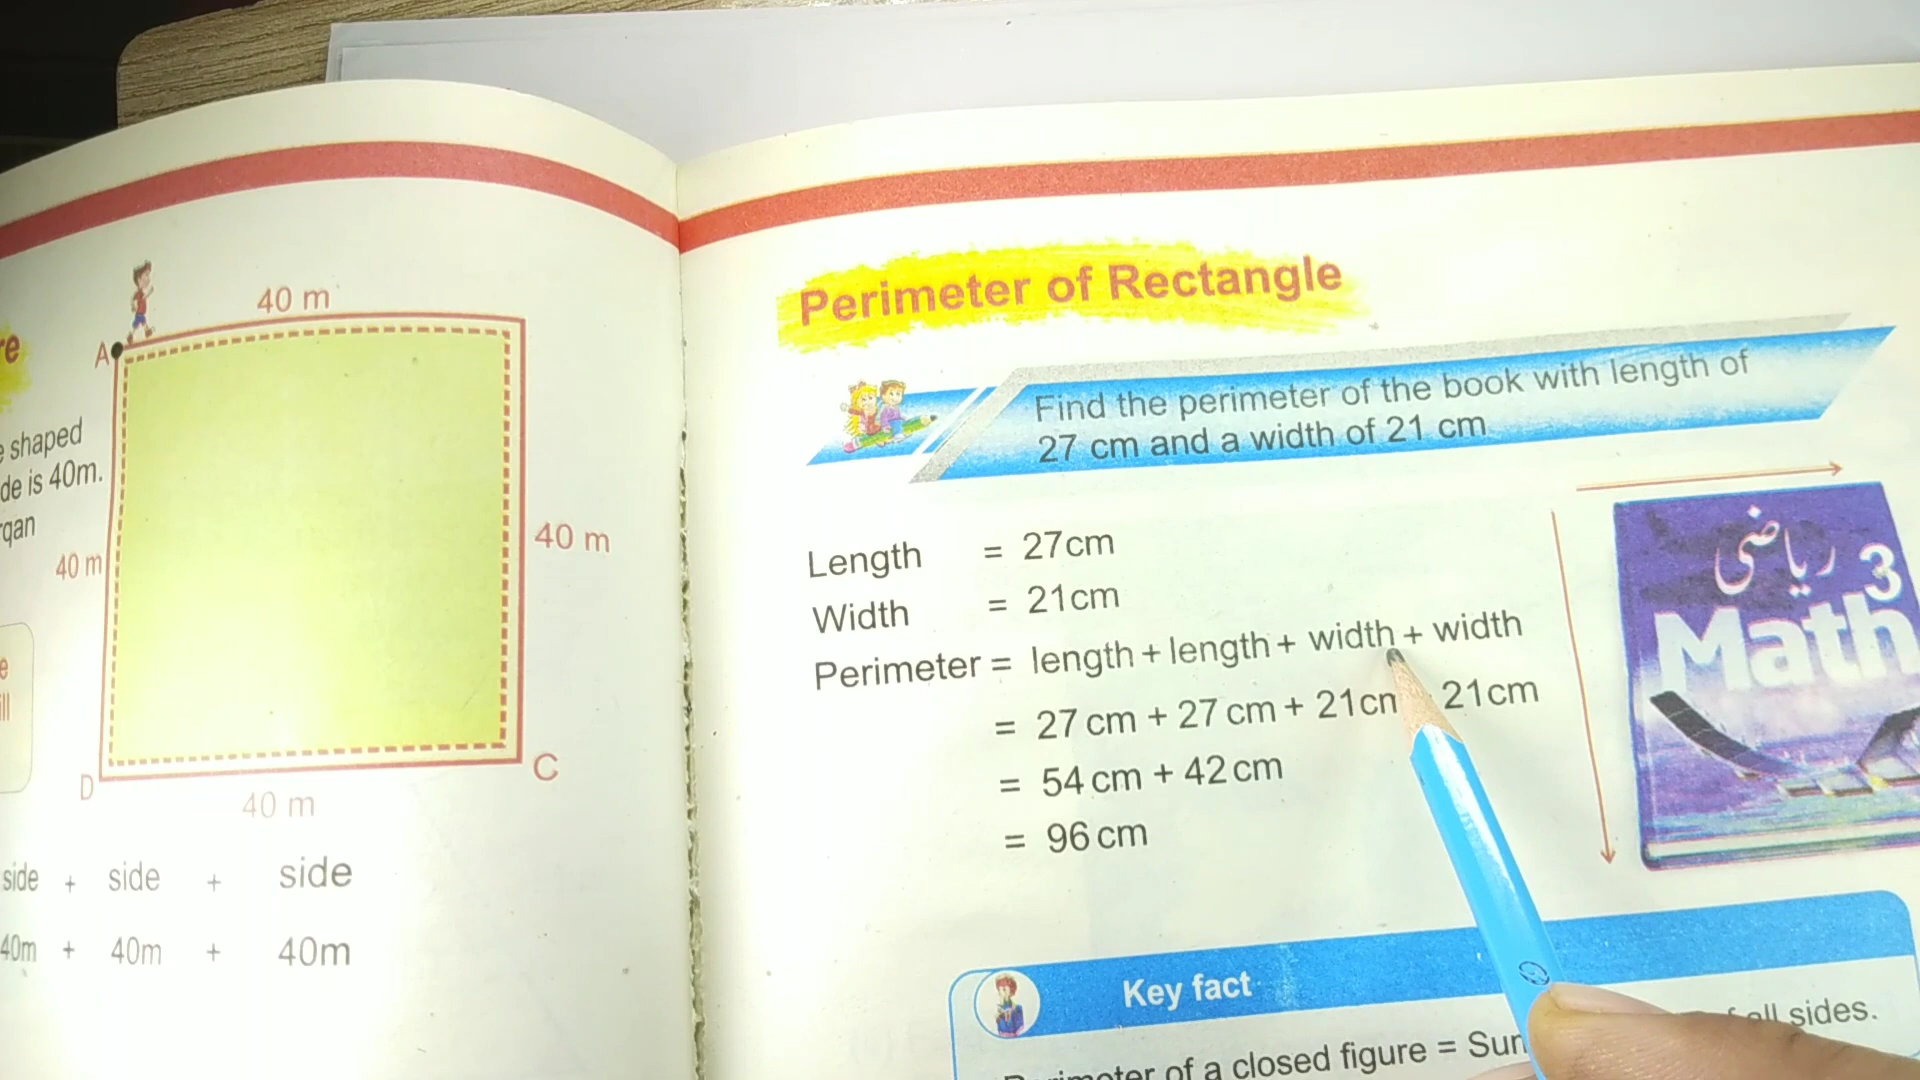 40 m
A
re
e shaped
de is 40m.
rgan
40 m
40 m
e
ill
D
C
40 m
side + side + side
40m + 40m + 40m
Perimeter of Rectangle
Find the perimeter of the book with length of
27 cm and a width of 21 cm
Length = 27cm
Width = 21cm
Perimeter = length + length + width + width
= 27 cm + 27 cm + 21cm 21cm
= 54 cm + 42 cm
= 96 cm
ریاضی
3
Math
Key fact
of a closed figure = Sum all sides.